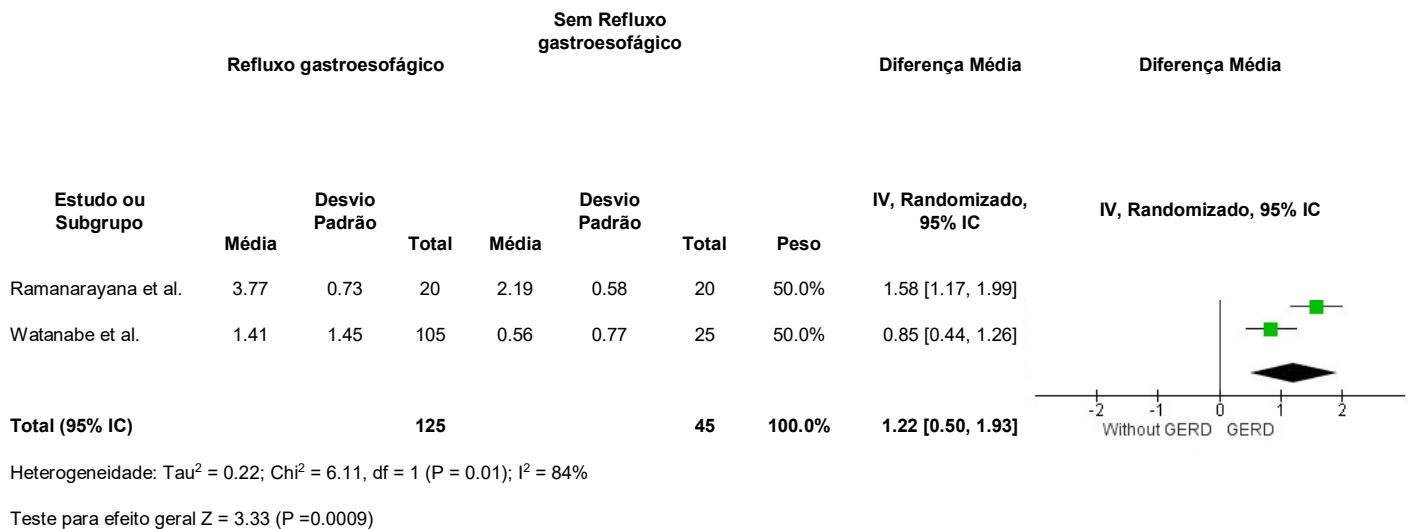 Sem Refluxo
gastroesofágico
Refluxo gastroesofágico Diferença Média Diferença Média
Estudo ou
Subgrupo
Média Desvio
Padrão Total Média Desvio
Padrão Total Peso IV, Randomizado,
95% IC IV, Randomizado, 95% IC
Ramanarayana et al. 3.77 0.73 20 2.19 0.58 20 50.0% 1.58 [1.17, 1.99]
Watanabe et al. 1.41 1.45 105 0.56 0.77 25 50.0% 0.85 [0.44, 1.26]
Total (95% IC) 125 45 100.0% 1.22 [0.50, 1.93]
-2 -1 0 1 2
Without GERD GERD
Heterogeneidade: Tau² = 0.22; Chi² = 6.11, df = 1 (P = 0.01); I² = 84%
Teste para efeito geral Z = 3.33 (P =0.0009)